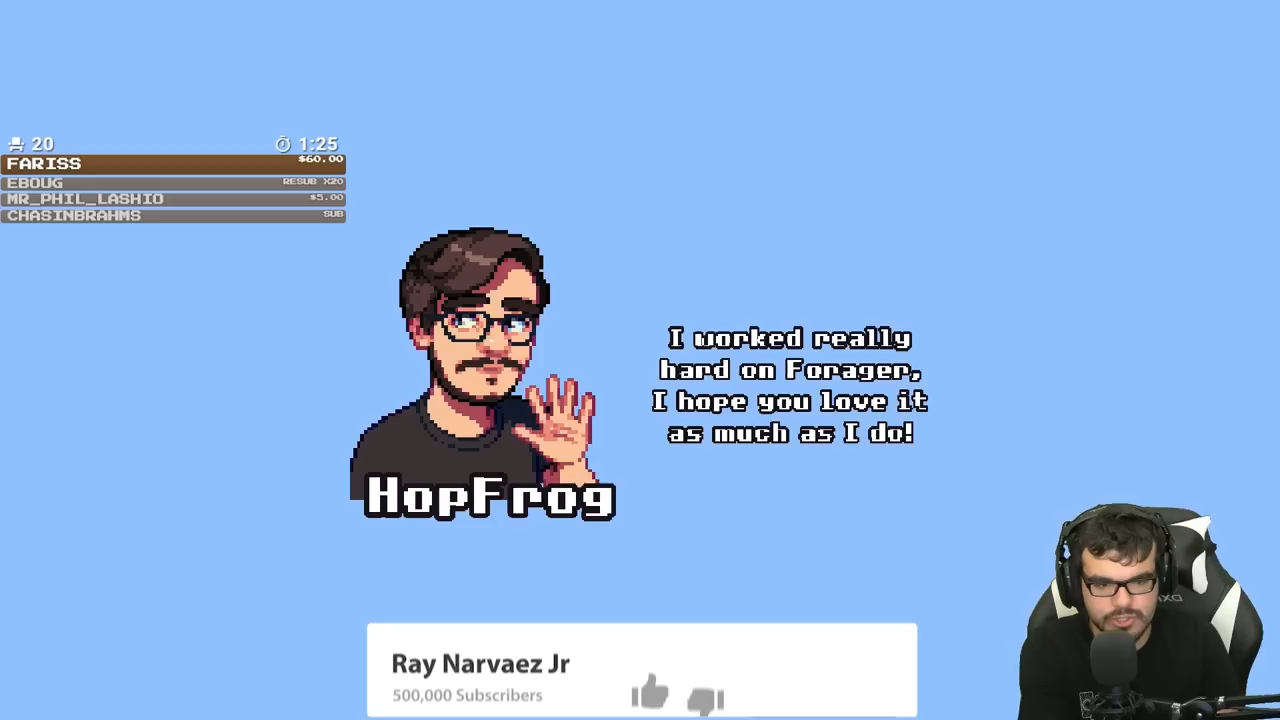 20
1:25
FARISS $60.00
EBOUG RESUB X20
MR_PHIL_LASHIO $5.00
CHASINBRAHMS SUB
I worked really
hard on Forager,
I hope you love it
as much as I do!
HopFrog
Ray Narvaez Jr
500,000 Subscribers